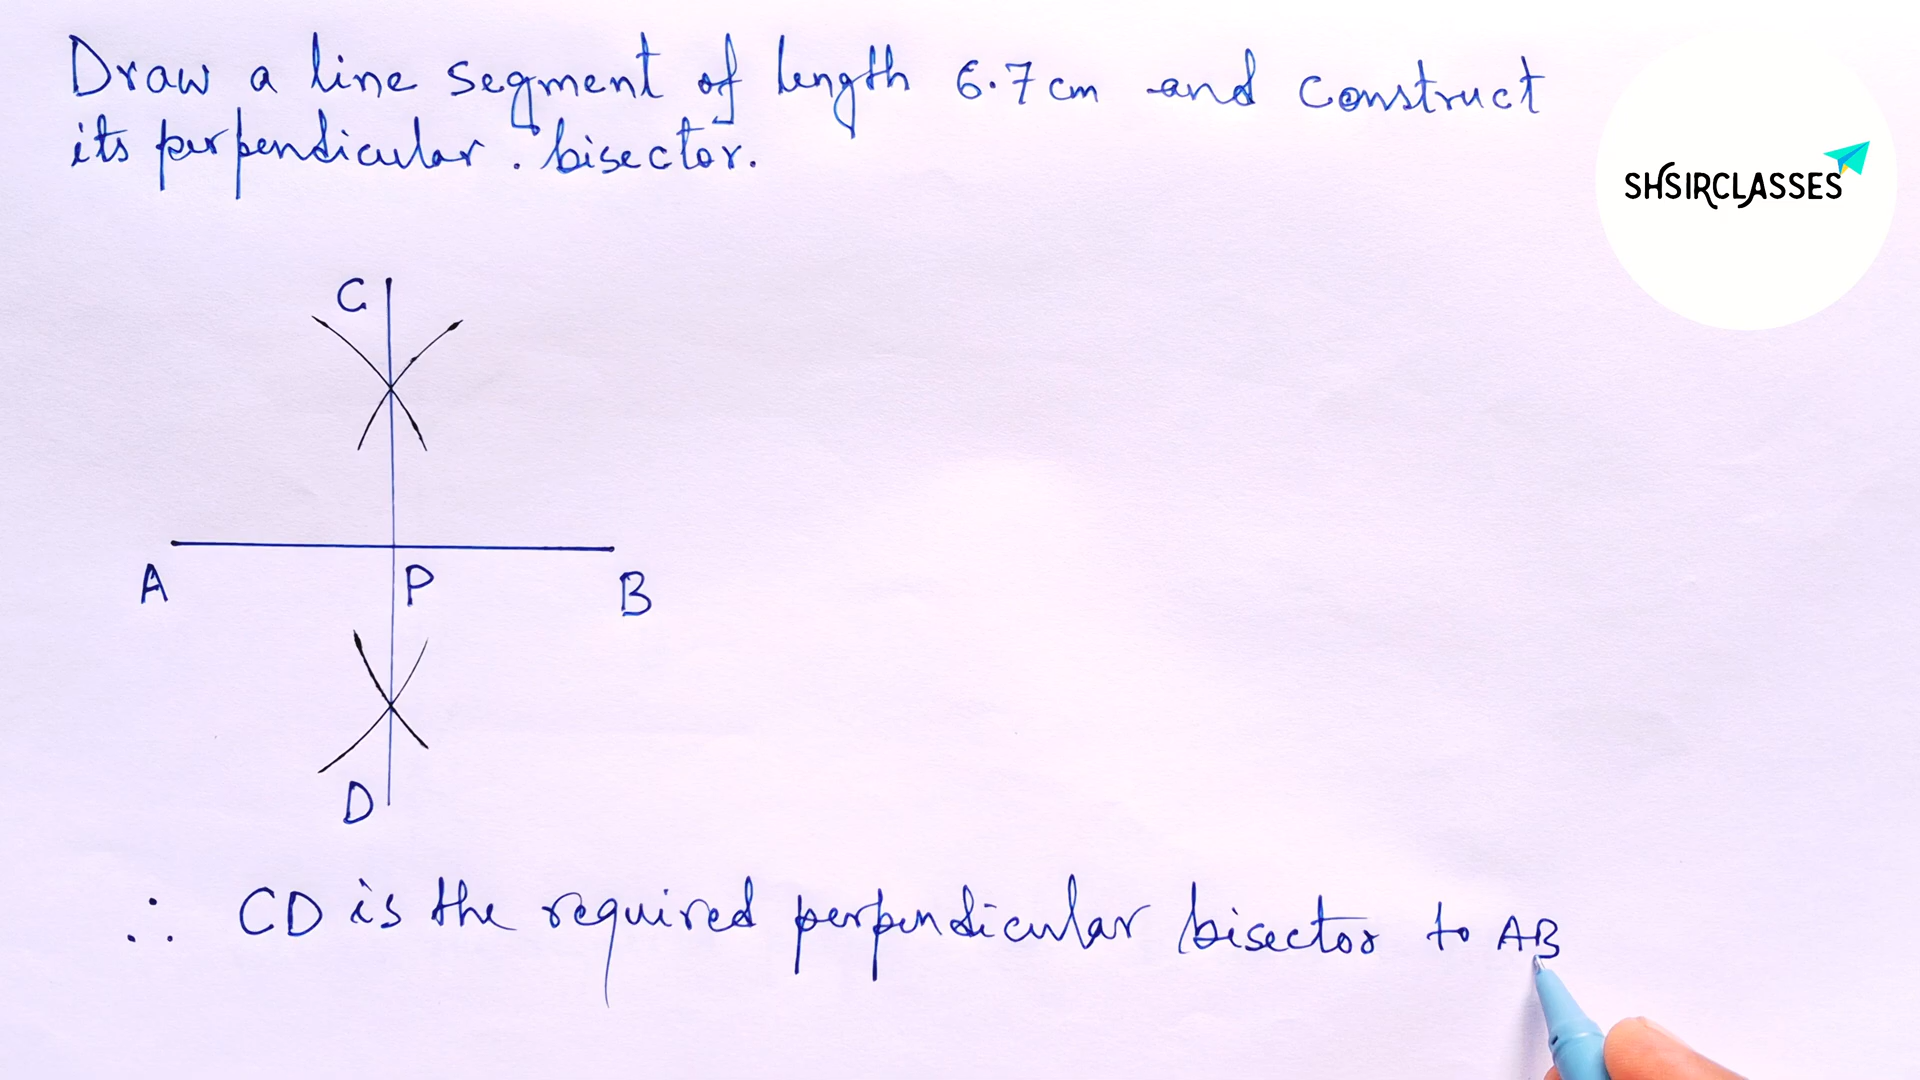 Draw a line segment of length 6.7 cm and construct
its perpendicular . bisector.
SHSIRCLASSES
C
A
P
B
D
∴ CD is the required perpendicular bisector to AB